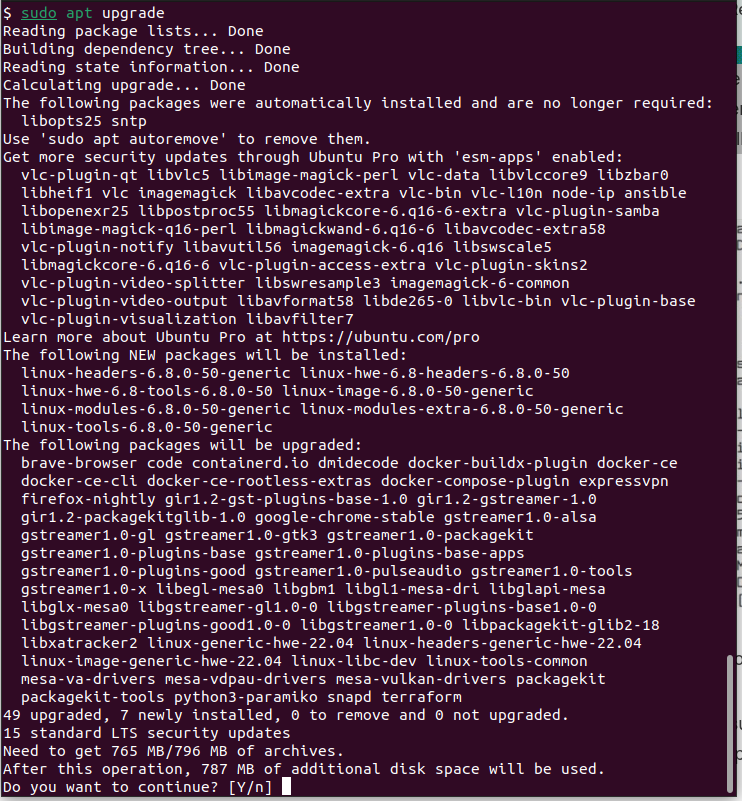 $ sudo apt upgrade
Reading package lists... Done
Building dependency tree... Done
Reading state information... Done
Calculating upgrade... Done
The following packages were automatically installed and are no longer required:
  libopts25 sntp
Use 'sudo apt autoremove' to remove them.
Get more security updates through Ubuntu Pro with 'esm-apps' enabled:
  vlc-plugin-qt libvlc5 libimage-magick-perl vlc-data libvlccore9 libzbar0
  libheif1 vlc imagemagick libavcodec-extra vlc-bin vlc-l10n node-ip ansible
  libopenexr25 libpostproc55 libmagickcore-6.q16-6-extra vlc-plugin-samba
  libimage-magick-q16-perl libmagickwand-6.q16-6 libavcodec-extra58
  vlc-plugin-notify libavutil56 imagemagick-6.q16 libswscale5
  libmagickcore-6.q16-6 vlc-plugin-access-extra vlc-plugin-skins2
  vlc-plugin-video-splitter libswresample3 imagemagick-6-common
  vlc-plugin-video-output libavformat58 libde265-0 libvlc-bin vlc-plugin-base
  vlc-plugin-visualization libavfilter7
Learn more about Ubuntu Pro at https://ubuntu.com/pro
The following NEW packages will be installed:
  linux-headers-6.8.0-50-generic linux-hwe-6.8-headers-6.8.0-50
  linux-hwe-6.8-tools-6.8.0-50 linux-image-6.8.0-50-generic
  linux-modules-6.8.0-50-generic linux-modules-extra-6.8.0-50-generic
  linux-tools-6.8.0-50-generic
The following packages will be upgraded:
  brave-browser code containerd.io dmidecode docker-buildx-plugin docker-ce
  docker-ce-cli docker-ce-rootless-extras docker-compose-plugin expressvpn
  firefox-nightly gir1.2-gst-plugins-base-1.0 gir1.2-gstreamer-1.0
  gir1.2-packagekitglib-1.0 google-chrome-stable gstreamer1.0-alsa
  gstreamer1.0-gl gstreamer1.0-gtk3 gstreamer1.0-packagekit
  gstreamer1.0-plugins-base gstreamer1.0-plugins-base-apps
  gstreamer1.0-plugins-good gstreamer1.0-pulseaudio gstreamer1.0-tools
  gstreamer1.0-x libegl-mesa0 libgbm1 libgl1-mesa-dri libglapi-mesa
  libglx-mesa0 libgstreamer-gl1.0-0 libgstreamer-plugins-base1.0-0
  libgstreamer-plugins-good1.0-0 libgstreamer1.0-0 libpackagekit-glib2-18
  libxatracker2 linux-generic-hwe-22.04 linux-headers-generic-hwe-22.04
  linux-image-generic-hwe-22.04 linux-libc-dev linux-tools-common
  mesa-va-drivers mesa-vdpau-drivers mesa-vulkan-drivers packagekit
  packagekit-tools python3-paramiko snapd terraform
49 upgraded, 7 newly installed, 0 to remove and 0 not upgraded.
15 standard LTS security updates
Need to get 765 MB/796 MB of archives.
After this operation, 787 MB of additional disk space will be used.
Do you want to continue? [Y/n]